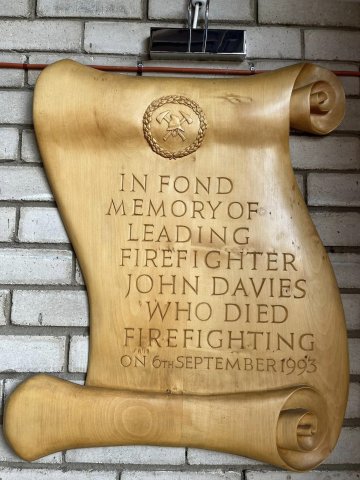 IN FOND
MEMORY OF
LEADING
FIREFIGHTER
JOHN DAVIES
WHO DIED
FIREFIGHTING
ON 6TH SEPTEMBER 1993